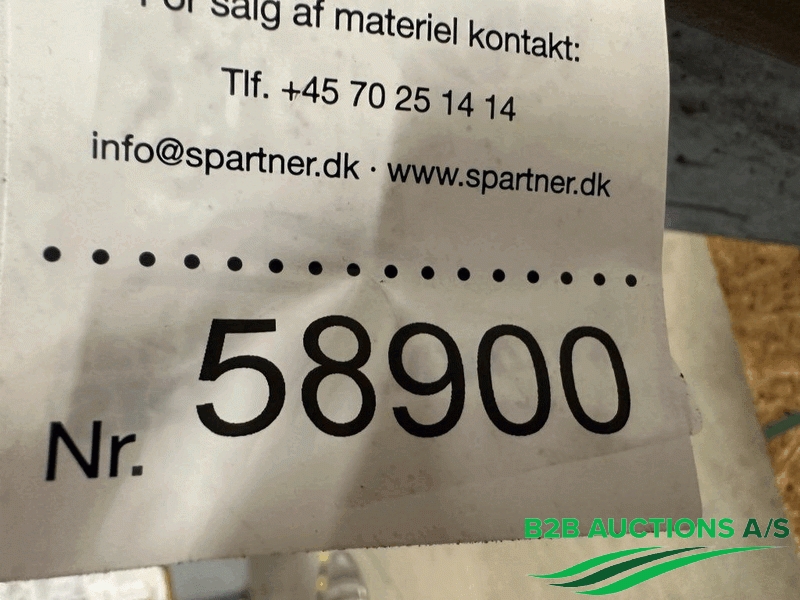 For salg af materiel kontakt:
Tlf. +45 70 25 14 14
info@spartner.dk · www.spartner.dk
Nr. 58900
B2B AUCTIONS A/S